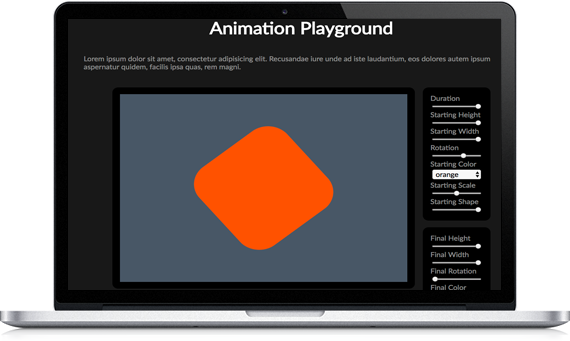 Animation Playground
Lorem ipsum dolor sit amet, consectetur adipisicing elit. Recusandae iure unde ad iste laudantium, eos dolores autem ipsum
aspernatur quidem, facilis ipsa quas, rem magni.
Duration
Starting Height
Starting Width
Rotation
Starting Color
orange
Starting Scale
Starting Shape
Final Height
Final Width
Final Rotation
Final Color